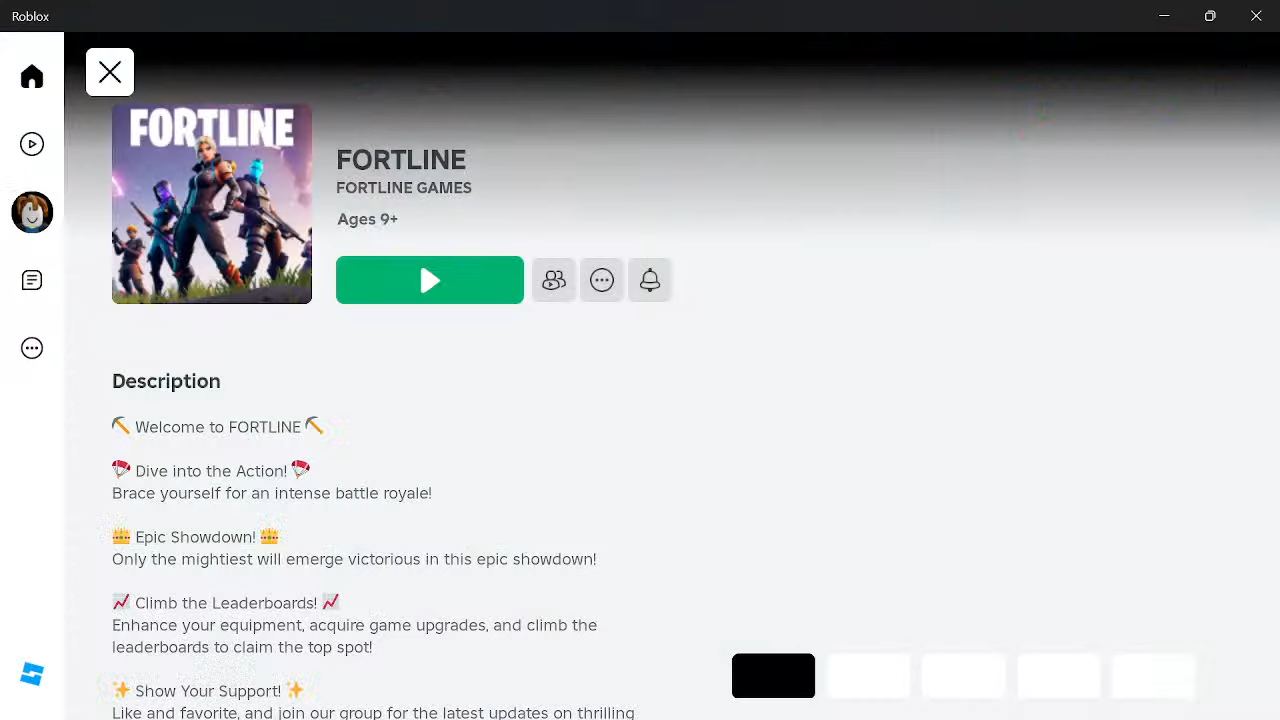 Roblox
FORTLINE
FORTLINE
FORTLINE GAMES
Ages 9+
Description
⛏️ Welcome to FORTLINE ⛏️
🪂 Dive into the Action! 🪂
Brace yourself for an intense battle royale!
👑 Epic Showdown! 👑
Only the mightiest will emerge victorious in this epic showdown!
📈 Climb the Leaderboards! 📈
Enhance your equipment, acquire game upgrades, and climb the
leaderboards to claim the top spot!
✨ Show Your Support! ✨
Like and favorite, and join our group for the latest updates on thrilling